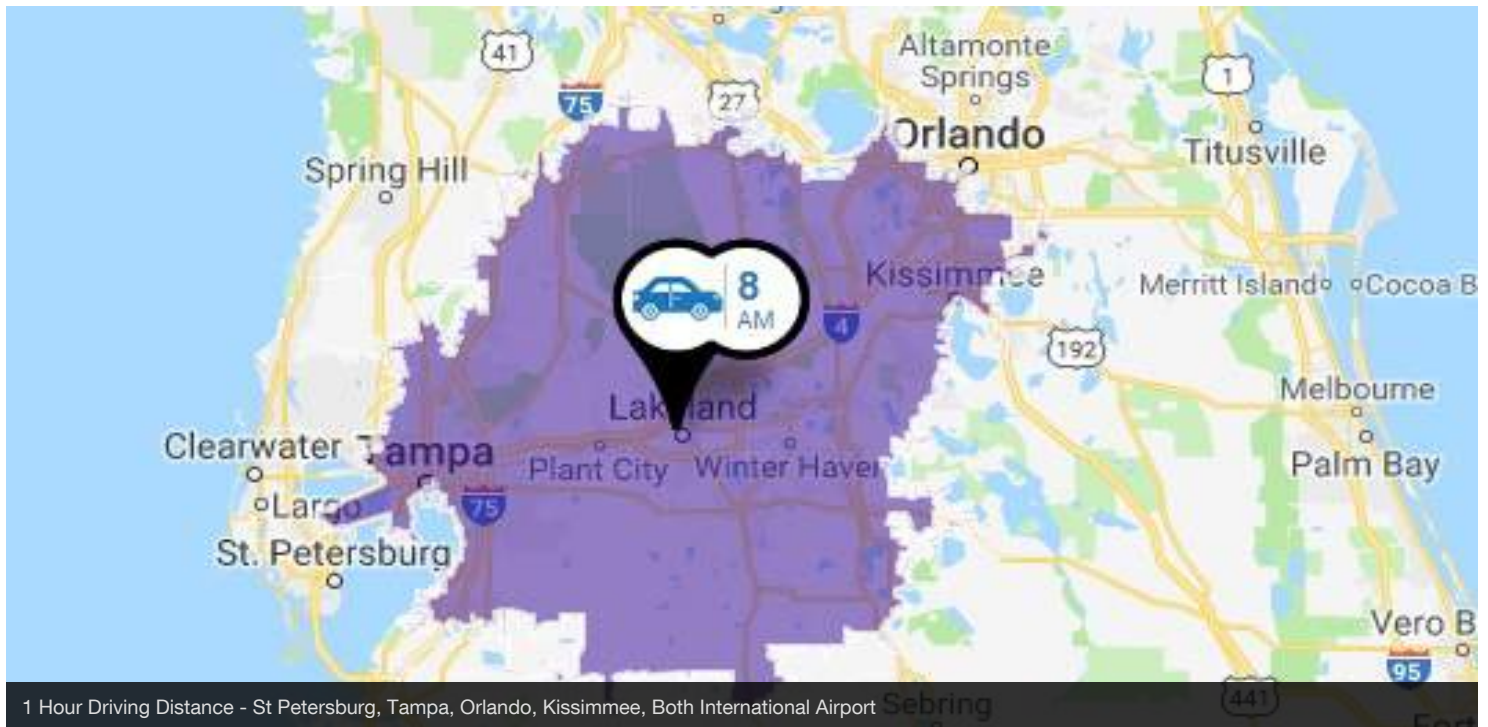 41
75
27
Altamonte
Springs
1
Orlando
Titusville
Spring Hill
8
AM
Kissimmee
4
Merritt Island
Cocoa B
192
Lakeland
Melbourne
Clearwater
Tampa
Plant City
Winter Haven
Palm Bay
Largo
75
St. Petersburg
Vero B
95
441
Sebring
Fort
1 Hour Driving Distance - St Petersburg, Tampa, Orlando, Kissimmee, Both International Airport